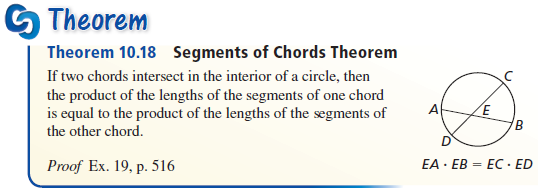 Theorem
Theorem 10.18 Segments of Chords Theorem
If two chords intersect in the interior of a circle, then
the product of the lengths of the segments of one chord
is equal to the product of the lengths of the segments of
the other chord.
Proof Ex. 19, p. 516
C
A
E
B
D
EA · EB = EC · ED